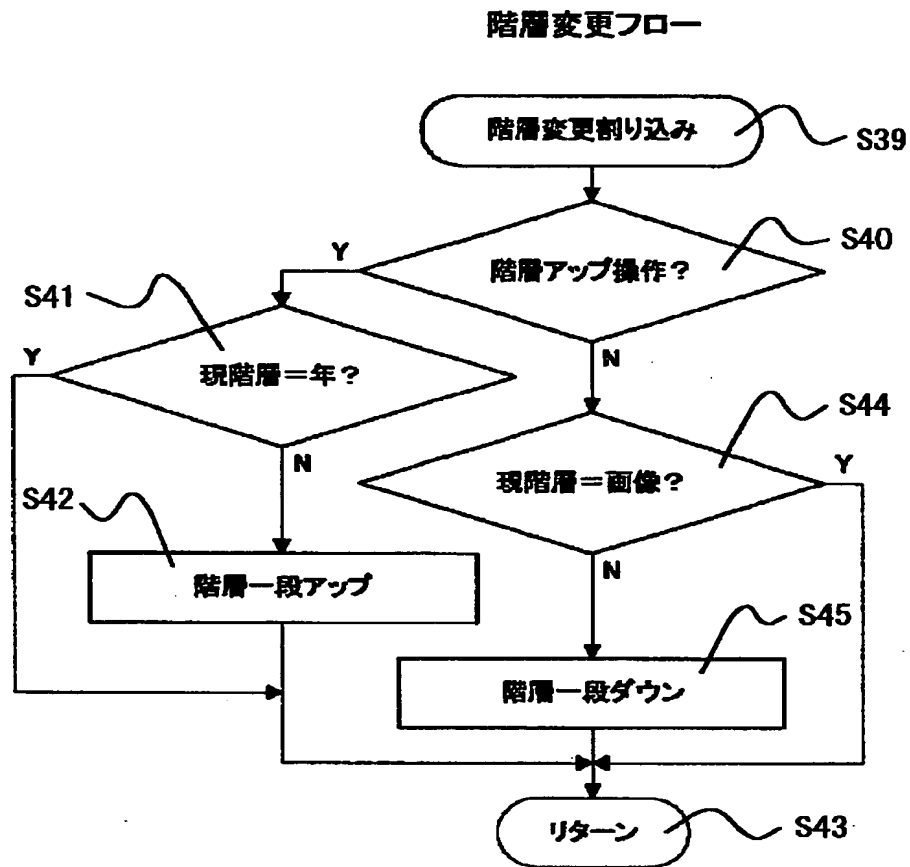 階層変更フロー
階層変更割り込み
S39
S40
Y
階層アップ操作？
S41
Y
N
現階層＝年？
S44
N
現階層＝画像？
Y
S42
階層一段アップ
N
S45
階層一段ダウン
リターン
S43